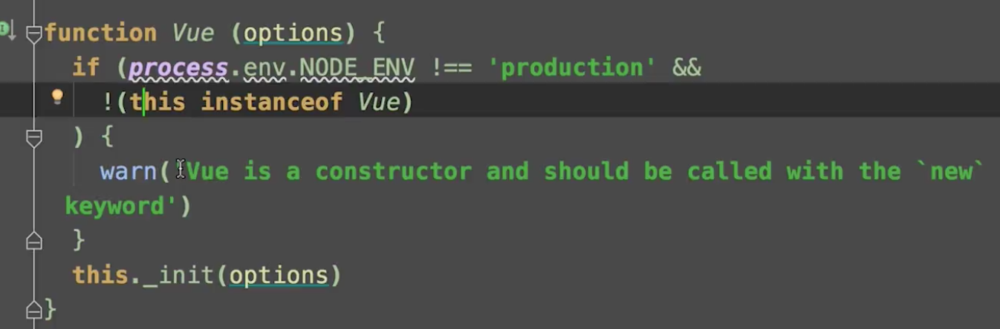 function Vue (options) {
if (process.env.NODE_ENV !== 'production' &&
!(this instanceof Vue)
) {
warn('Vue is a constructor and should be called with the `new`
keyword')
}
this._init(options)
}